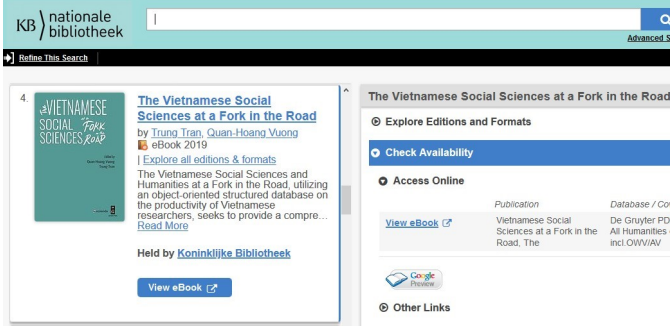 KB nationale
bibliotheek
Advanced S
Refine This Search
4.
VIETNAMESE
SOCIAL at a FORK
SCIENCES in the ROAD
The Vietnamese Social
Sciences at a Fork in the Road
by Trung Tran, Quan-Hoang Vuong
eBook 2019
| Explore all editions & formats
The Vietnamese Social Sciences and
Humanities at a Fork in the Road, utilizing
an object-oriented structured database on
the productivity of Vietnamese
researchers, seeks to provide a compre...
Read More
Held by Koninklijke Bibliotheek
View eBook
The Vietnamese Social Sciences at a Fork in the Road
Explore Editions and Formats
Check Availability
Access Online
Publication
Database / Co
View eBook
Vietnamese Social
Sciences at a Fork in the
Road, The
De Gruyter PD
All Humanities
incl.OWV/AV
Google
Preview
Other Links